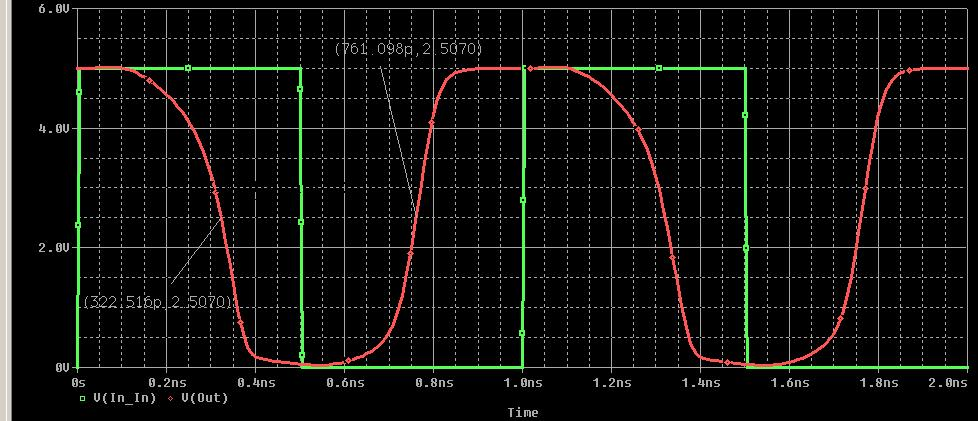 6.0V
(761.098p,2.5070)
4.0V
2.0V
(322.516p,2.5070)
0V
0s 0.2ns 0.4ns 0.6ns 0.8ns 1.0ns 1.2ns 1.4ns 1.6ns 1.8ns 2.0ns
V(In_In) V(Out)
Time